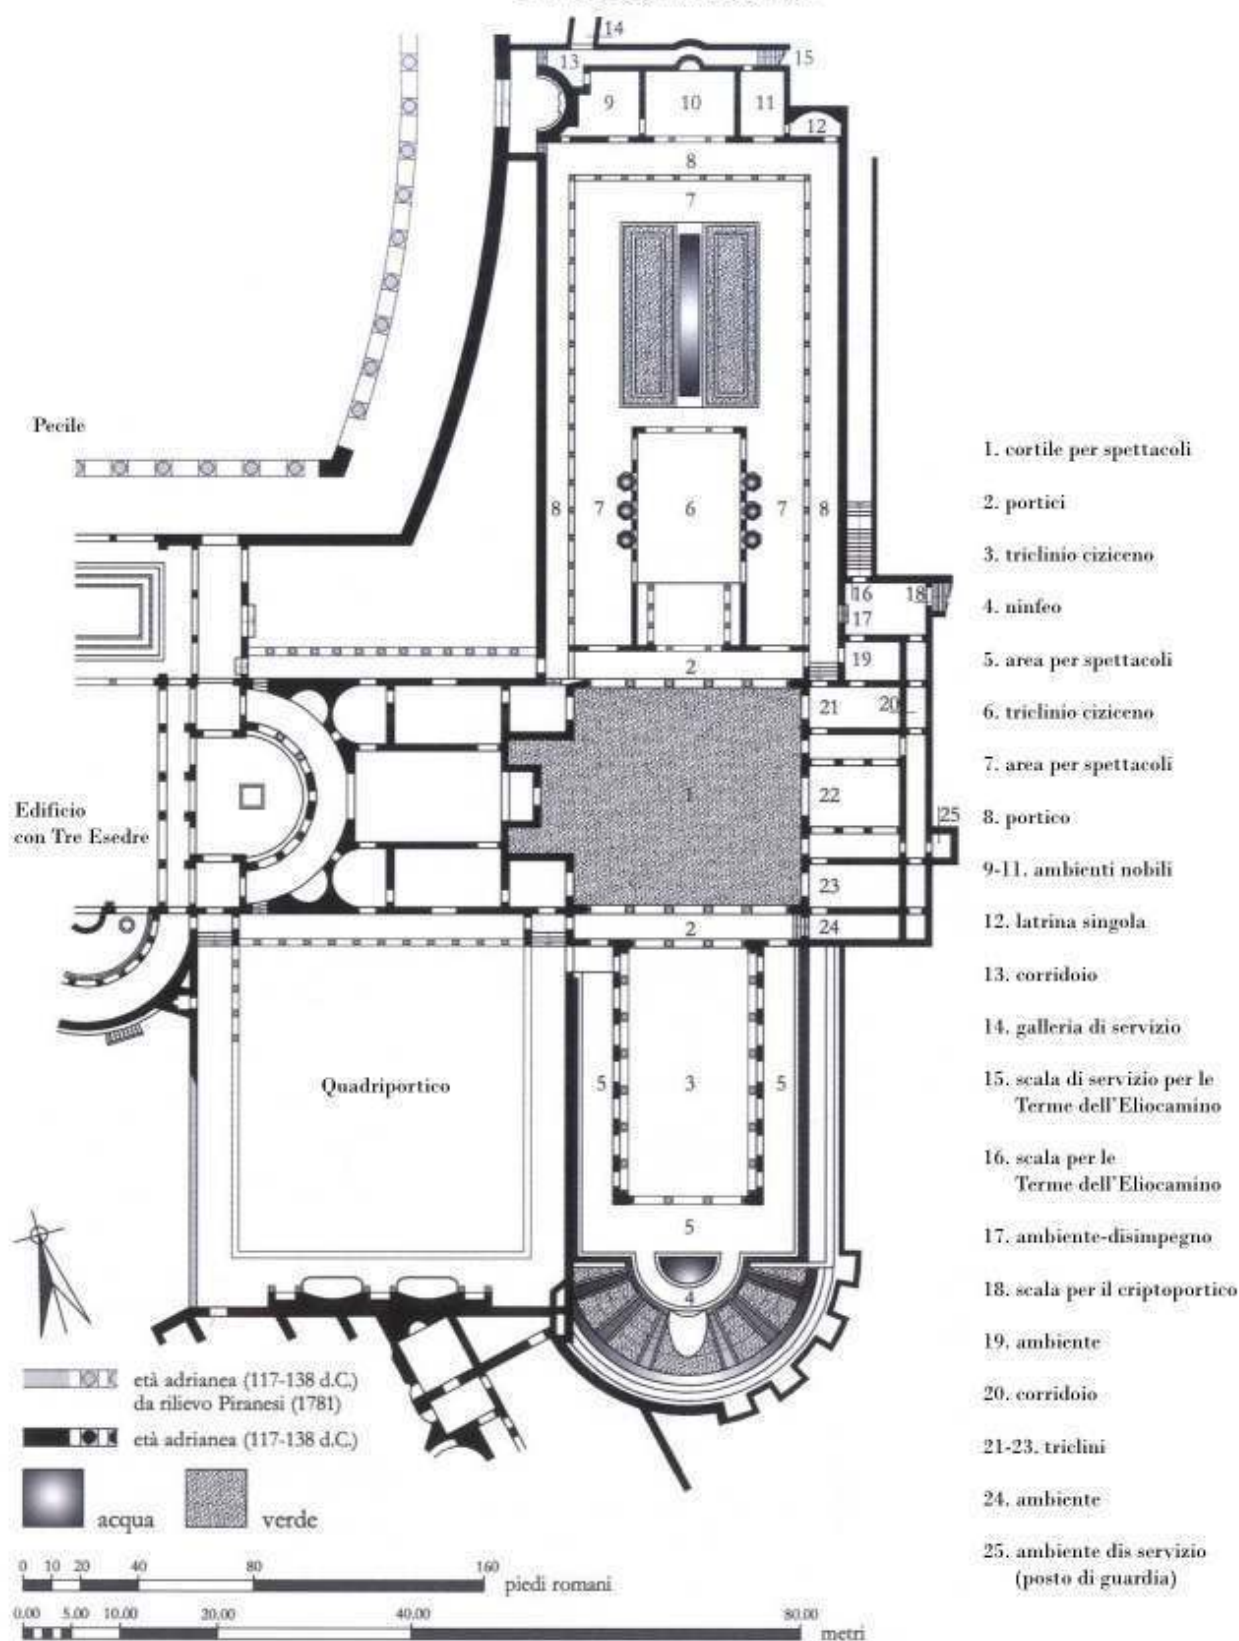 14
13
15
9
10
11
12
8
7
Pecile
8
7
6
7
8
16
18
17
19
2
21
20
1
22
25
Edificio
con Tre Esedre
23
2
24
Quadriportico
5
3
5
5
4
età adrianea (117-138 d.C.)
da rilievo Piranesi (1781)
età adrianea (117-138 d.C.)
acqua
verde
0 10 20 40 80 160
piedi romani
0.00 5.00 10.00 20.00 40.00 80.00
metri
1. cortile per spettacoli
2. portici
3. triclinio ciziceno
4. ninfeo
5. area per spettacoli
6. triclinio ciziceno
7. area per spettacoli
8. portico
9-11. ambienti nobili
12. latrina singola
13. corridoio
14. galleria di servizio
15. scala di servizio per le
Terme dell'Eliocamino
16. scala per le
Terme dell'Eliocamino
17. ambiente-disimpegno
18. scala per il criptoportico
19. ambiente
20. corridoio
21-23. triclini
24. ambiente
25. ambiente dis servizio
(posto di guardia)